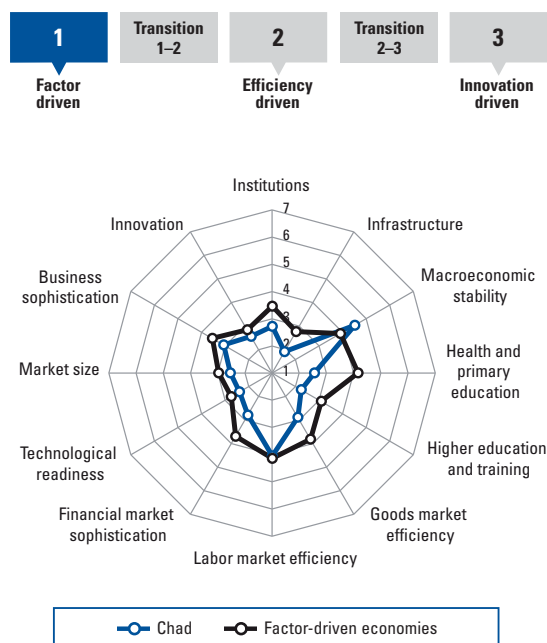 1
Transition
1–2
2
Transition
2–3
3
Factor
driven
Efficiency
driven
Innovation
driven
Institutions
Infrastructure
Macroeconomic
stability
Health and
primary
education
Higher education
and training
Goods market
efficiency
Labor market efficiency
Financial market
sophistication
Technological
readiness
Market size
Business
sophistication
Innovation
7
6
5
4
3
2
1
Chad
Factor-driven economies